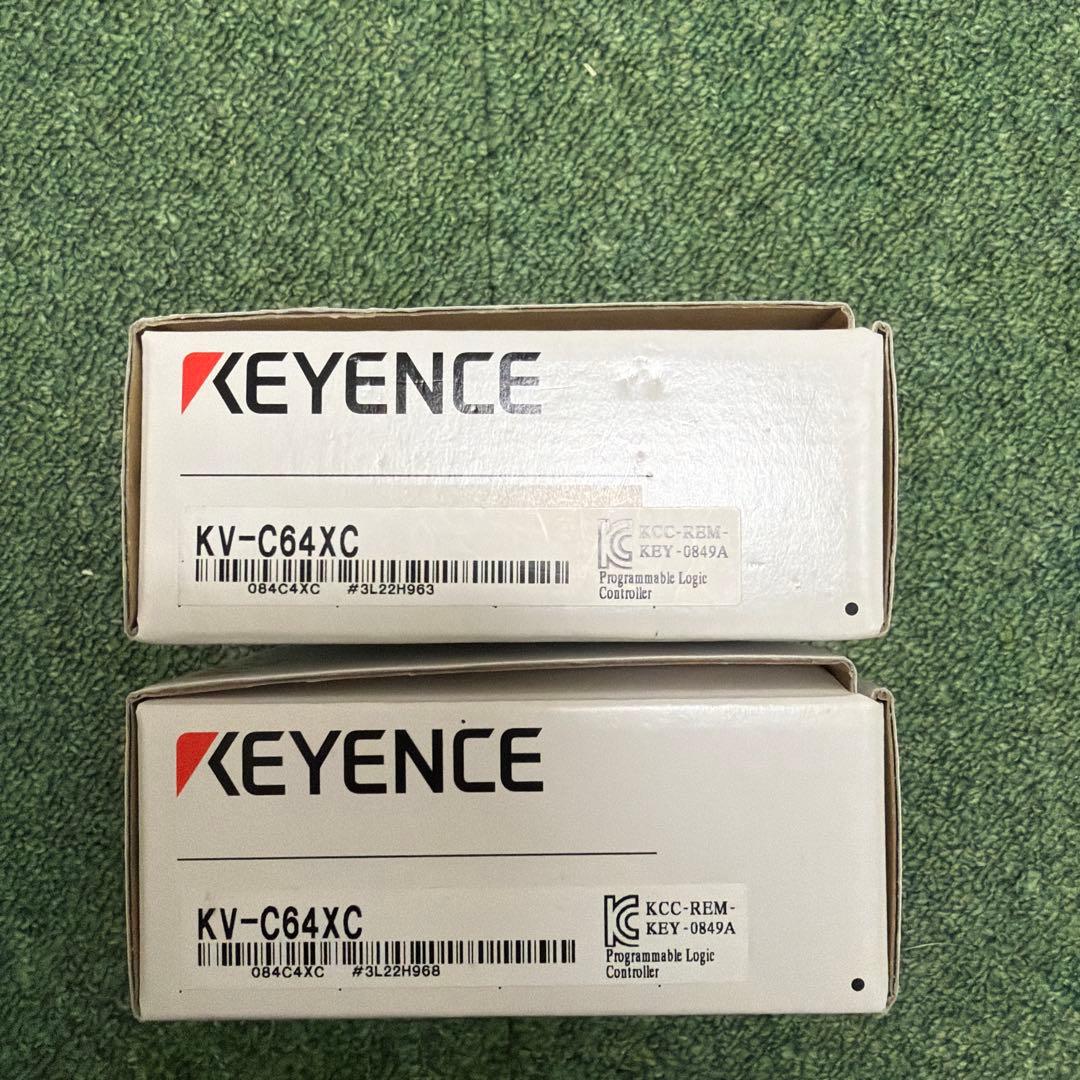 KEYENCE
KV-C64XC
084C4XC #3L22H963
KCC-REM-
KEY-0849A
Programmable Logic
Controller
KEYENCE
KV-C64XC
084C4XC #3L22H968
KCC-REM-
KEY-0849A
Programmable Logic
Controller